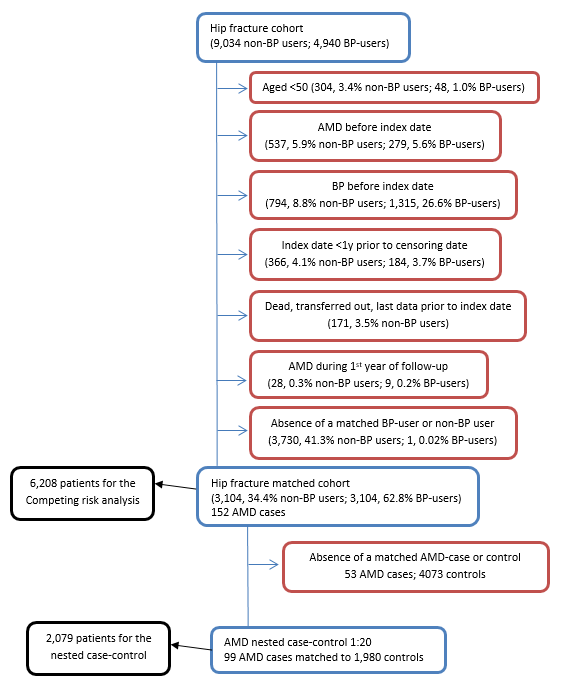 Hip fracture cohort
(9,034 non-BP users; 4,940 BP-users)
Aged <50 (304, 3.4% non-BP users; 48, 1.0% BP-users)
AMD before index date
(537, 5.9% non-BP users; 279, 5.6% BP-users)
BP before index date
(794, 8.8% non-BP users; 1,315, 26.6% BP-users)
Index date <1y prior to censoring date
(366, 4.1% non-BP users; 184, 3.7% BP-users)
Dead, transferred out, last data prior to index date
(171, 3.5% non-BP users)
AMD during 1st year of follow-up
(28, 0.3% non-BP users; 9, 0.2% BP-users)
Absence of a matched BP-user or non-BP user
(3,730, 41.3% non-BP users; 1, 0.02% BP-users)
6,208 patients for the
Competing risk analysis
Hip fracture matched cohort
(3,104, 34.4% non-BP users; 3,104, 62.8% BP-users)
152 AMD cases
Absence of a matched AMD-case or control
53 AMD cases; 4073 controls
2,079 patients for the
nested case-control
AMD nested case-control 1:20
99 AMD cases matched to 1,980 controls